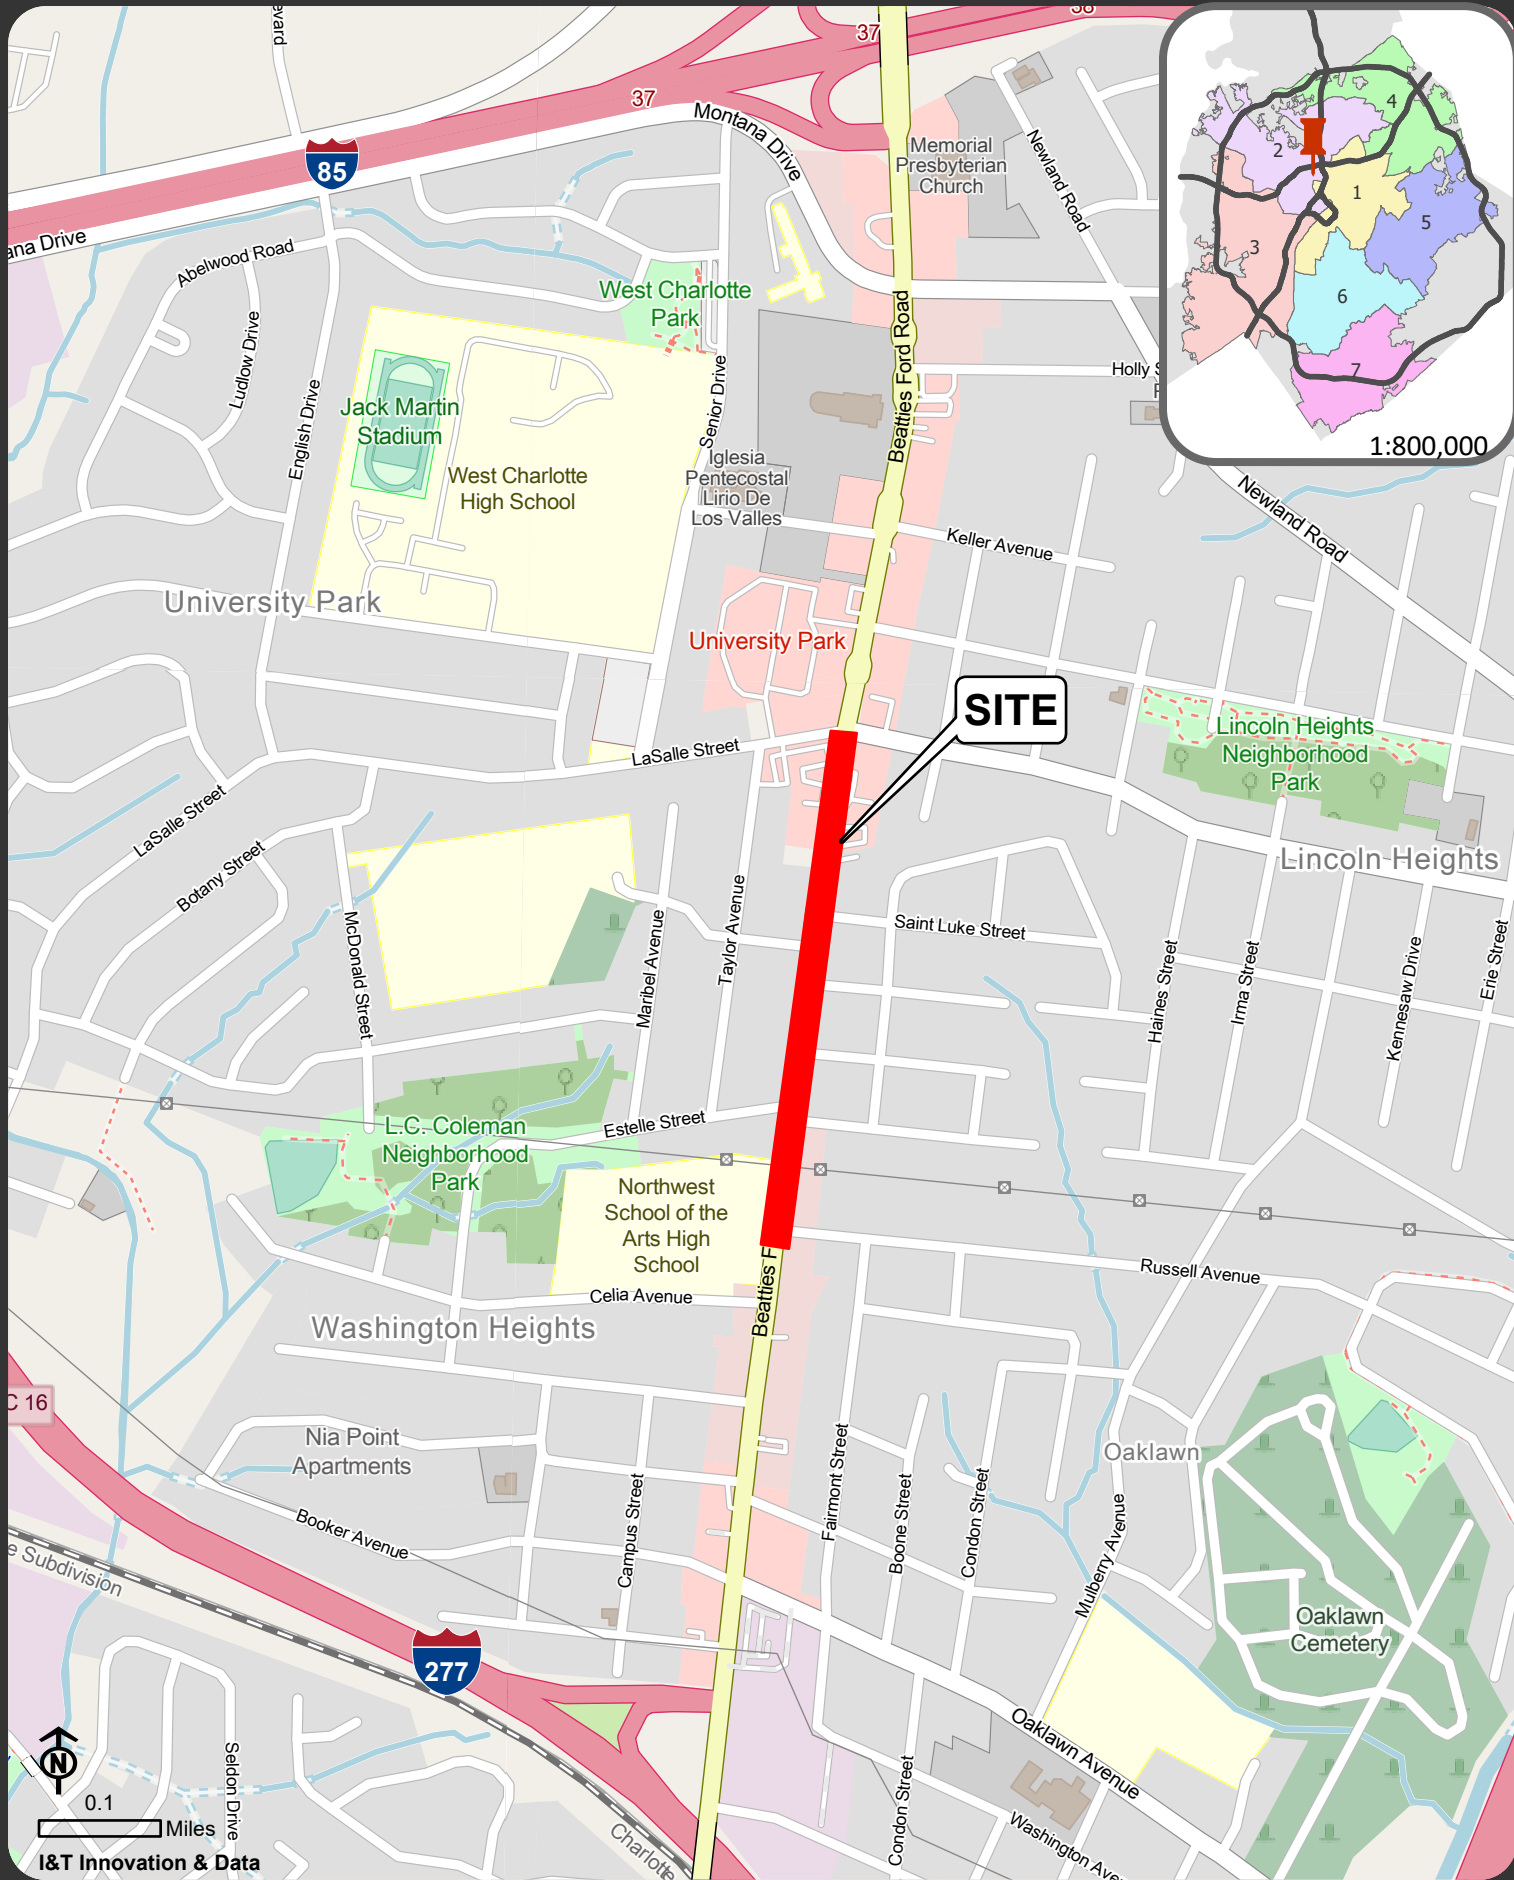 evard
37
38
37
85
Montana Drive
ana Drive
Memorial
Presbyterian
Church
Newland Road
4
2
1
5
3
6
7
1:800,000
Abelwood Road
West Charlotte
Park
Ludlow Drive
English Drive
Senior Drive
Beatties Ford Road
Holly S
Jack Martin
Stadium
West Charlotte
High School
Iglesia
Pentecostal
Lirio De
Los Valles
Newland Road
Keller Avenue
University Park
University Park
SITE
Lincoln Heights
Neighborhood
Park
LaSalle Street
LaSalle Street
Botany Street
Lincoln Heights
McDonald Street
Maribel Avenue
Taylor Avenue
Saint Luke Street
Haines Street
Irma Street
Kennesaw Drive
Erie Street
L.C. Coleman
Neighborhood
Park
Estelle Street
Northwest
School of the
Arts High
School
Russell Avenue
Celia Avenue
Beatties F
Washington Heights
C 16
Nia Point
Apartments
Oaklawn
Booker Avenue
Campus Street
Fairmont Street
Boone Street
Condon Street
Mulberry Avenue
e Subdivision
Oaklawn
Cemetery
277
Oaklawn Avenue
Condon Street
Washington Ave
Seldon Drive
Charlotte
N
0.1
Miles
I&T Innovation & Data